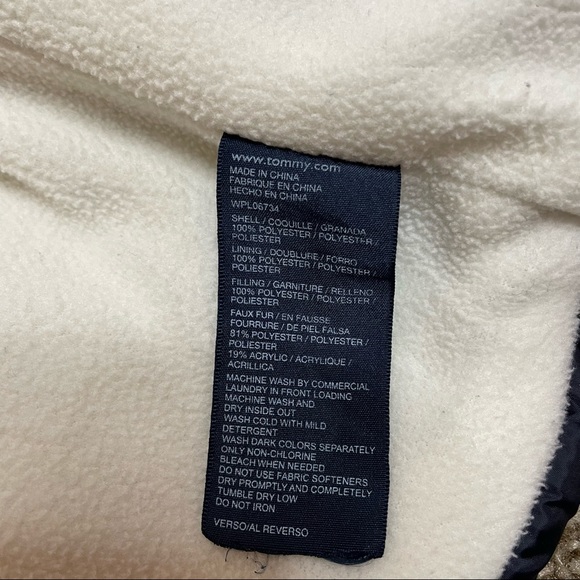 www.tommy.com
MADE IN CHINA
FABRIQUE EN CHINA
HECHO EN CHINA
WPL06734
SHELL / COQUILLE / GRANADA
100% POLYESTER / POLYESTER /
POLIESTER
LINING / DOUBLURE / FORRO
100% POLYESTER / POLYESTER /
POLIESTER
FILLING / GARNITURE / RELLENO
100% POLYESTER / POLYESTER /
POLIESTER
FAUX FUR / EN FAUSSE
FOURRURE / DE PIEL FALSA
81% POLYESTER / POLYESTER /
POLIESTER
19% ACRYLIC / ACRYLIQUE /
ACRILLICA
MACHINE WASH BY COMMERCIAL
LAUNDRY IN FRONT LOADING
MACHINE WASH AND
DRY INSIDE OUT
WASH COLD WITH MILD
DETERGENT
WASH DARK COLORS SEPARATELY
ONLY NON-CHLORINE
BLEACH WHEN NEEDED
DO NOT USE FABRIC SOFTENERS
DRY PROMPTLY AND COMPLETELY
TUMBLE DRY LOW
DO NOT IRON
VERSO/AL REVERSO